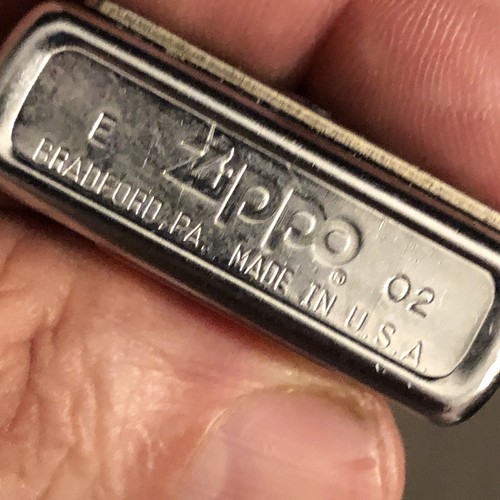 E Zippo ® 02
BRADFORD, PA. MADE IN U.S.A.